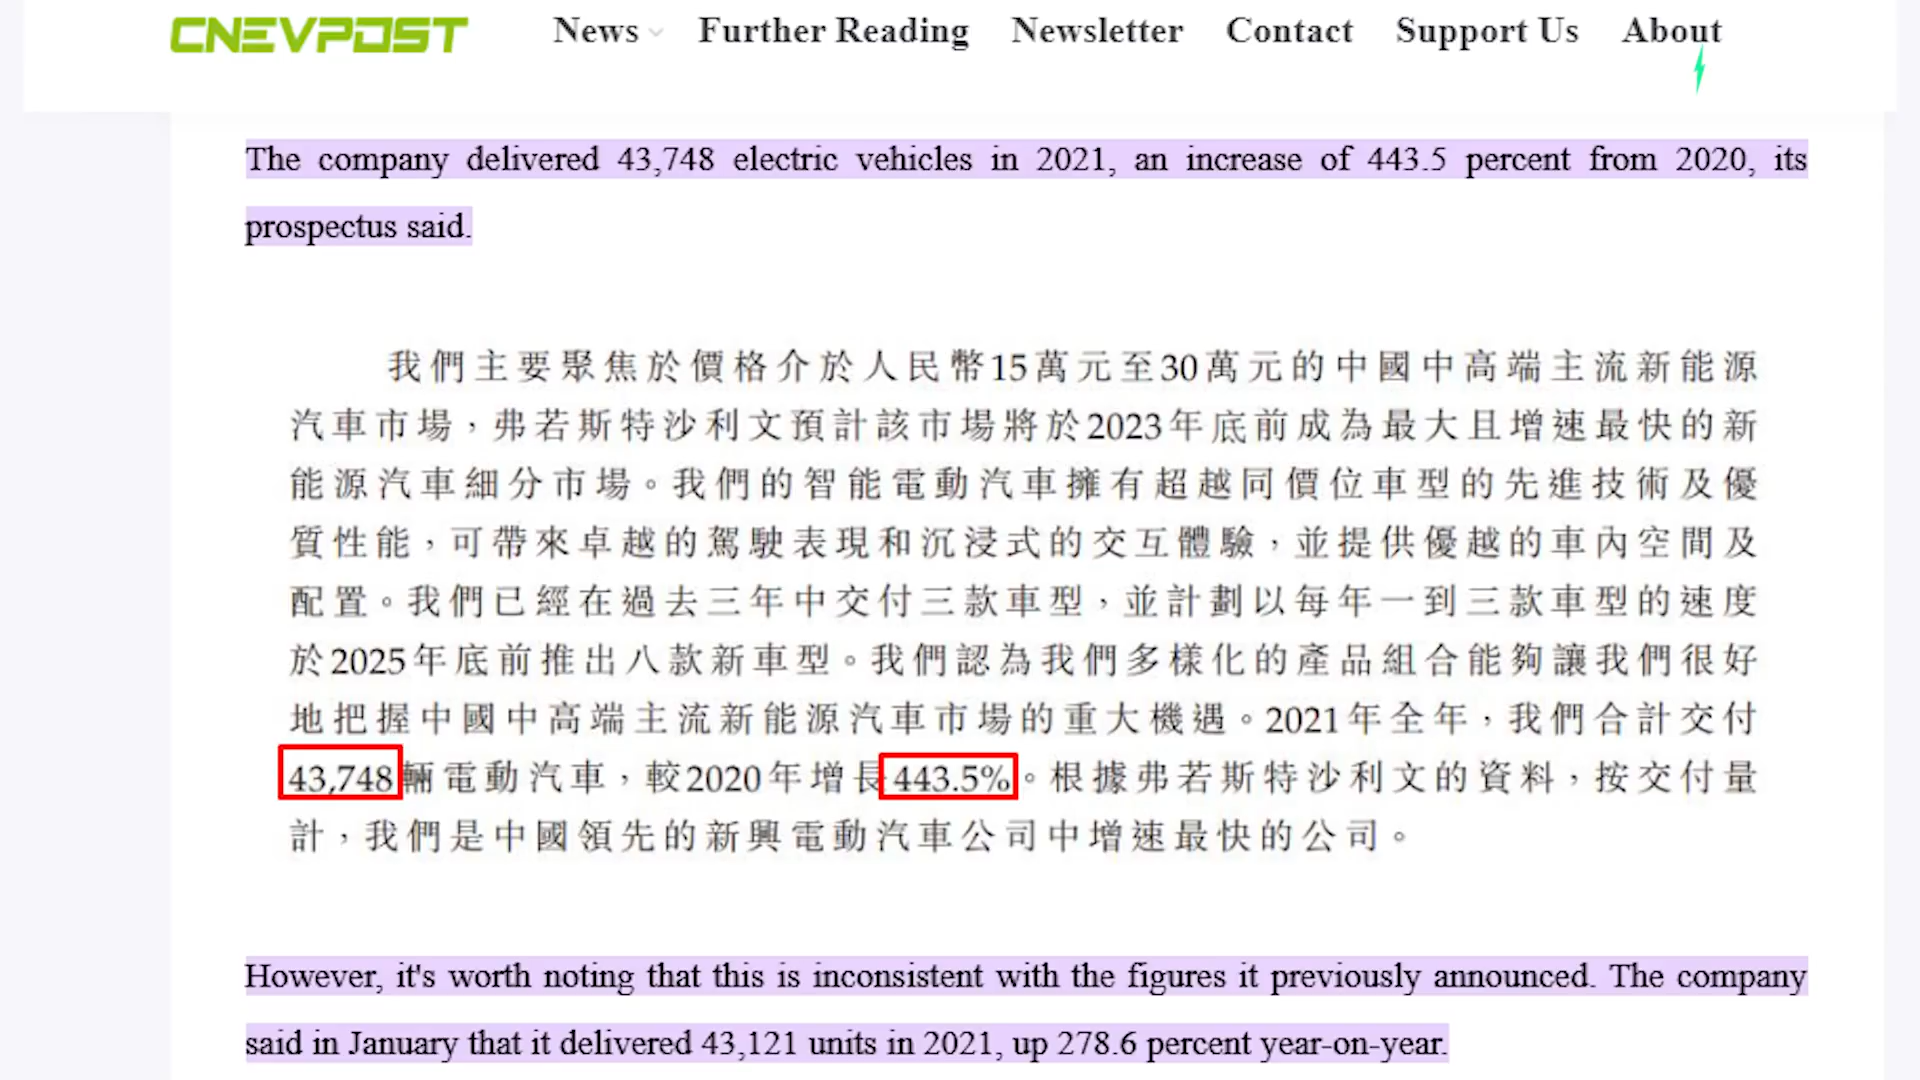 CNEVPOST
News
Further Reading
Newsletter
Contact
Support Us
About
The company delivered 43,748 electric vehicles in 2021, an increase of 443.5 percent from 2020, its
prospectus said.
我們主要聚焦於價格介於人民幣15萬元至30萬元的中國中高端主流新能源
汽車市場，弗若斯特沙利文預計該市場將於2023年底前成為最大且增速最快的新
能源汽車細分市場。我們的智能電動汽車擁有超越同價位車型的先進技術及優
質性能，可帶來卓越的駕駛表現和沉浸式的交互體驗，並提供優越的車內空間及
配置。我們已經在過去三年中交付三款車型，並計劃以每年一到三款車型的速度
於2025年底前推出八款新車型。我們認為我們多樣化的產品組合能夠讓我們很好
地把握中國中高端主流新能源汽車市場的重大機遇。2021年全年，我們合計交付
43,748輛電動汽車，較2020年增長443.5%。根據弗若斯特沙利文的資料，按交付量
計，我們是中國領先的新興電動汽車公司中增速最快的公司。
However, it's worth noting that this is inconsistent with the figures it previously announced. The company
said in January that it delivered 43,121 units in 2021, up 278.6 percent year-on-year.